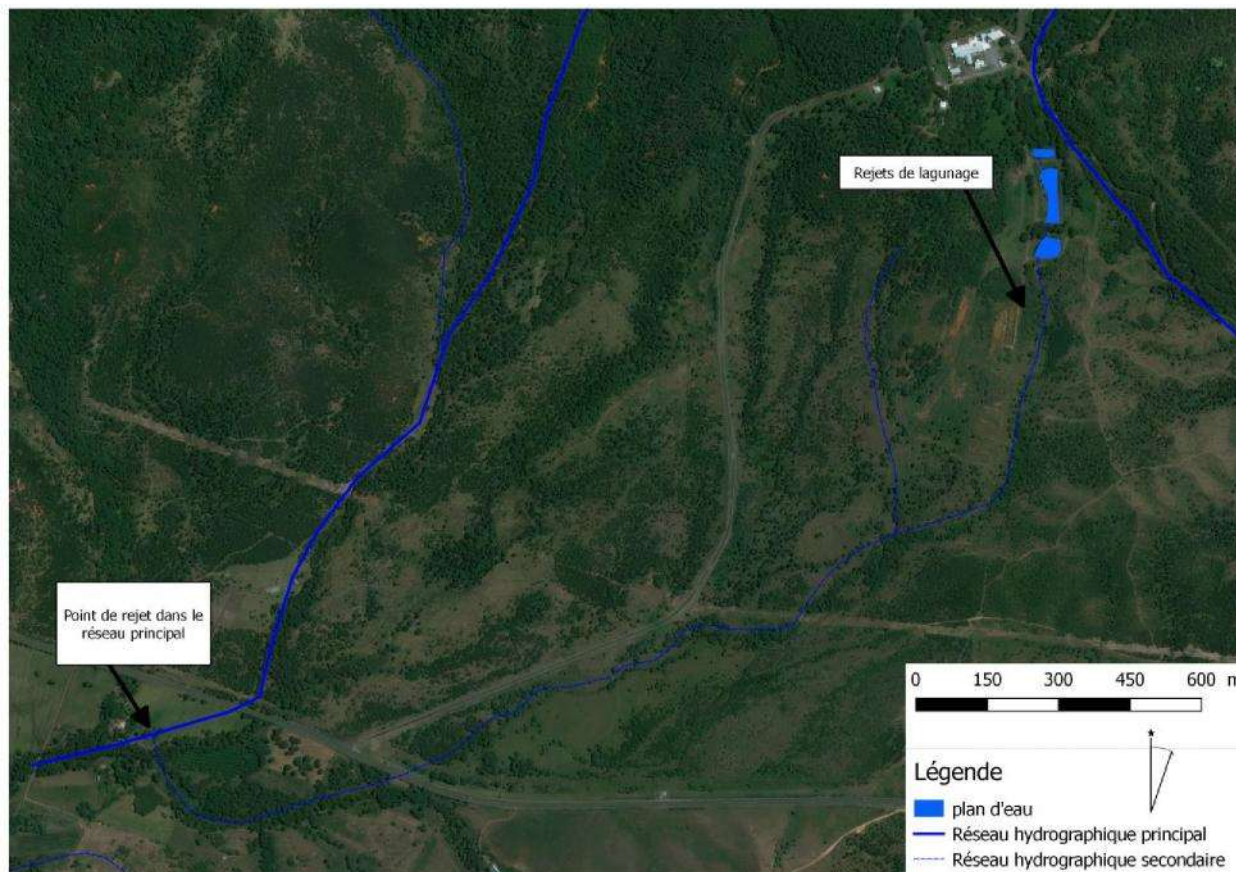 Rejets de lagunage
Point de rejet dans le
réseau principal
0 150 300 450 600 m
Légende
plan d'eau
Réseau hydrographique principal
Réseau hydrographique secondaire